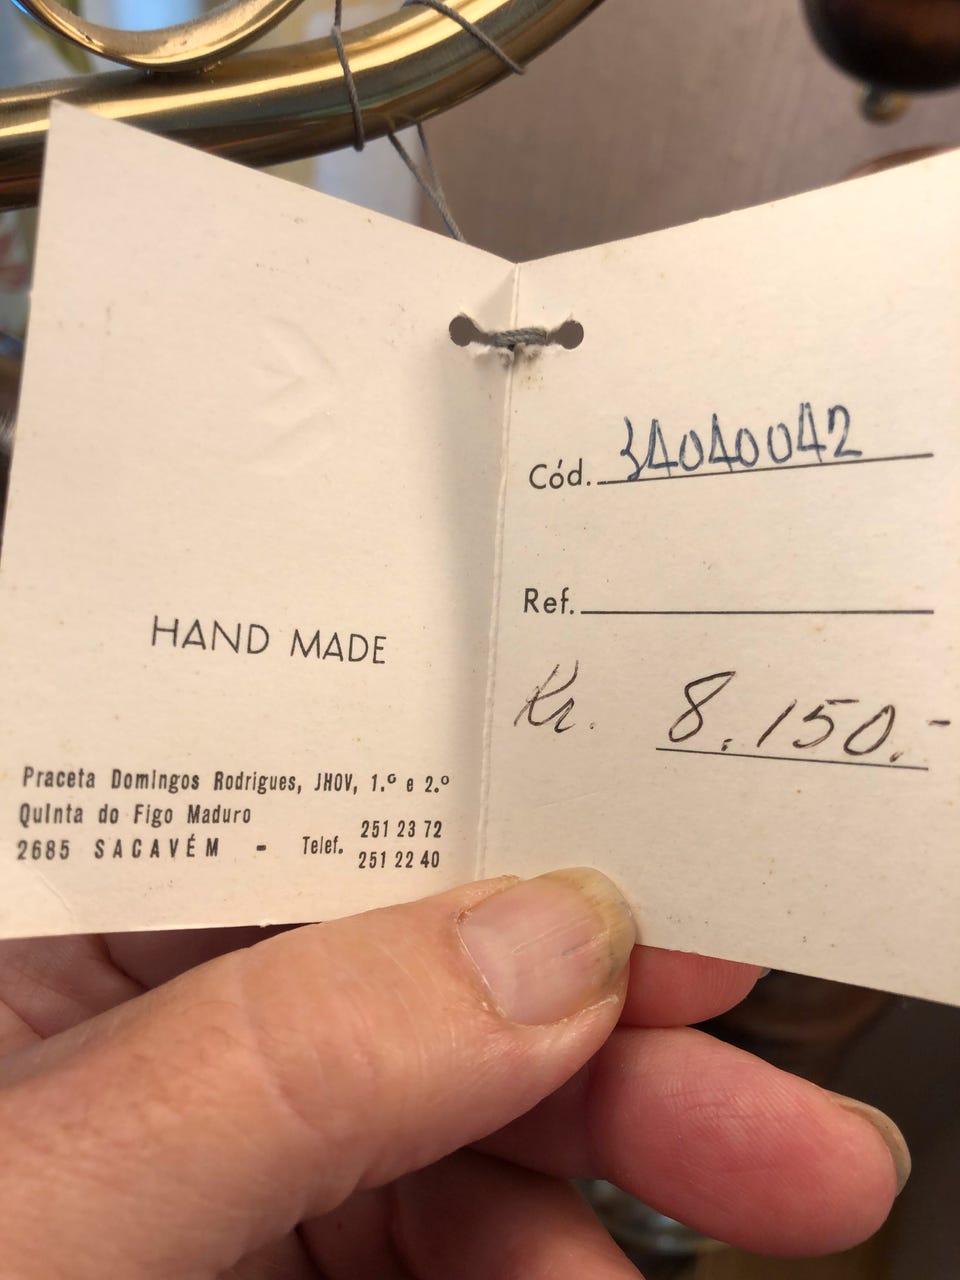 HAND MADE
Praceta Domingos Rodrigues, JHOV, 1.º e 2.º
Quinta do Figo Maduro
2685 SACAVÉM - Telef. 251 23 72
251 22 40
Cód. 34040042
Ref.
Kr. 8.150.-